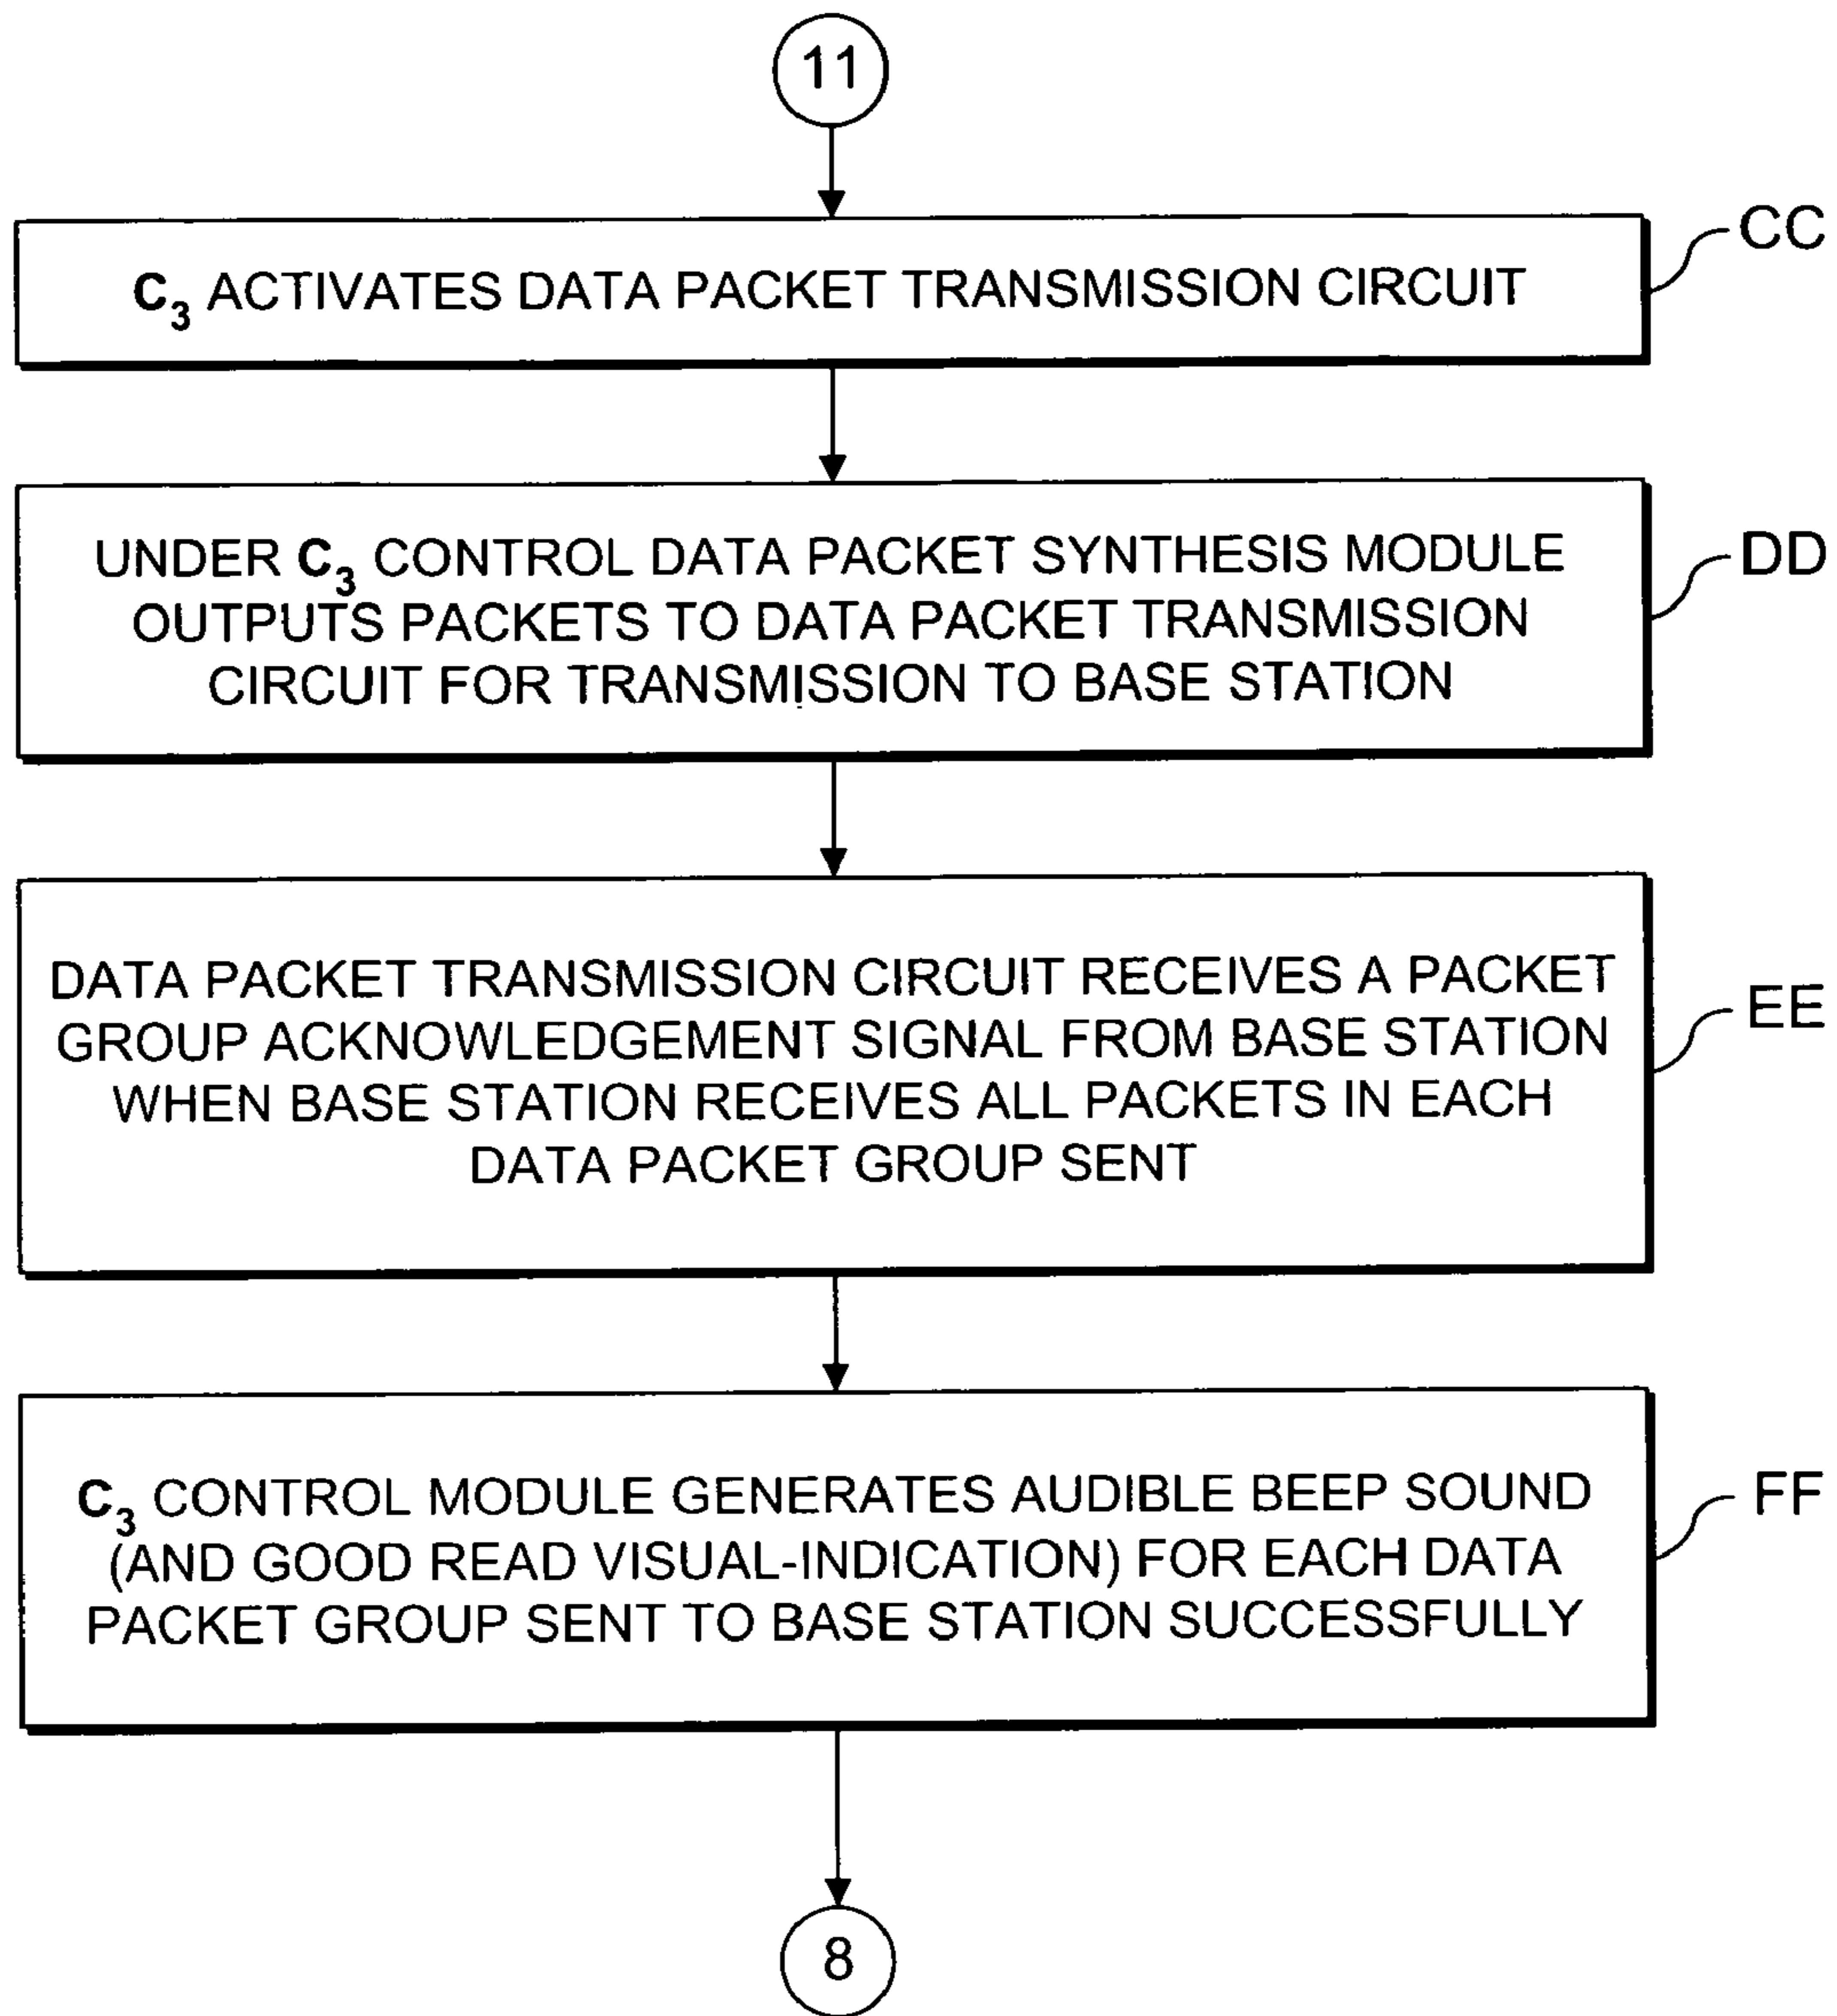 11
C3 ACTIVATES DATA PACKET TRANSMISSION CIRCUIT
CC
UNDER C3 CONTROL DATA PACKET SYNTHESIS MODULE
OUTPUTS PACKETS TO DATA PACKET TRANSMISSION
CIRCUIT FOR TRANSMISSION TO BASE STATION
DD
DATA PACKET TRANSMISSION CIRCUIT RECEIVES A PACKET
GROUP ACKNOWLEDGEMENT SIGNAL FROM BASE STATION
WHEN BASE STATION RECEIVES ALL PACKETS IN EACH
DATA PACKET GROUP SENT
EE
C3 CONTROL MODULE GENERATES AUDIBLE BEEP SOUND
(AND GOOD READ VISUAL-INDICATION) FOR EACH DATA
PACKET GROUP SENT TO BASE STATION SUCCESSFULLY
FF
8